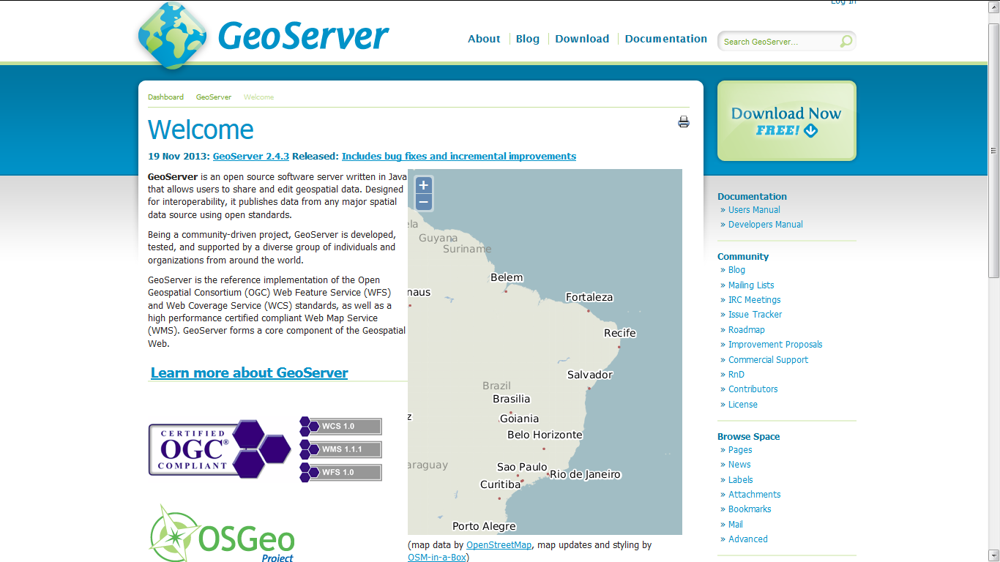 Log In
GeoServer
About
Blog
Download
Documentation
Search GeoServer...
Dashboard GeoServer Welcome
Welcome
19 Nov 2013: GeoServer 2.4.3 Released: Includes bug fixes and incremental improvements
GeoServer is an open source software server written in Java
that allows users to share and edit geospatial data. Designed
for interoperability, it publishes data from any major spatial
data source using open standards.
Being a community-driven project, GeoServer is developed,
tested, and supported by a diverse group of individuals and
organizations from around the world.
GeoServer is the reference implementation of the Open
Geospatial Consortium (OGC) Web Feature Service (WFS)
and Web Coverage Service (WCS) standards, as well as a
high performance certified compliant Web Map Service
(WMS). GeoServer forms a core component of the Geospatial
Web.
Learn more about GeoServer
CERTIFIED
OGC®
COMPLIANT
WCS 1.0
WMS 1.1.1
WFS 1.0
OSGeo
Project
+
−
ela
Guyana
Suriname
Belem
naus
Fortaleza
Recife
Salvador
Brazil
Brasilia
z
Goiania
Belo Horizonte
araguay
Sao Paulo
Rio de Janeiro
Curitiba
Porto Alegre
(map data by OpenStreetMap, map updates and styling by
OSM-in-a-Box)
Download Now
FREE!
Documentation
» Users Manual
» Developers Manual
Community
» Blog
» Mailing Lists
» IRC Meetings
» Issue Tracker
» Roadmap
» Improvement Proposals
» Commercial Support
» RnD
» Contributors
» License
Browse Space
» Pages
» News
» Labels
» Attachments
» Bookmarks
» Mail
» Advanced